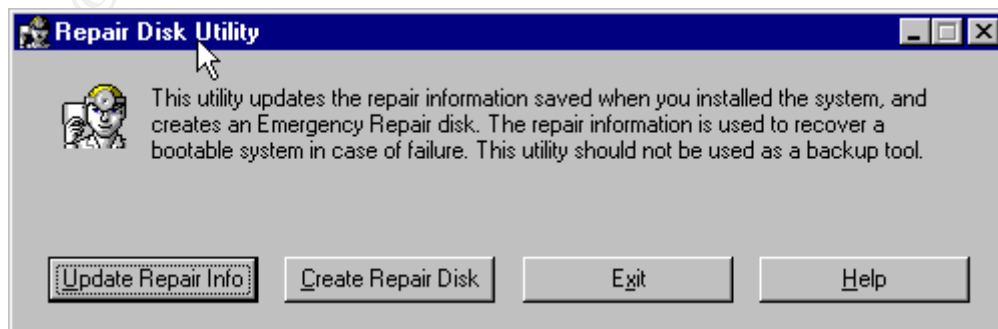 Repair Disk Utility
This utility updates the repair information saved when you installed the system, and
creates an Emergency Repair disk. The repair information is used to recover a
bootable system in case of failure. This utility should not be used as a backup tool.
Update Repair Info
Create Repair Disk
Exit
Help